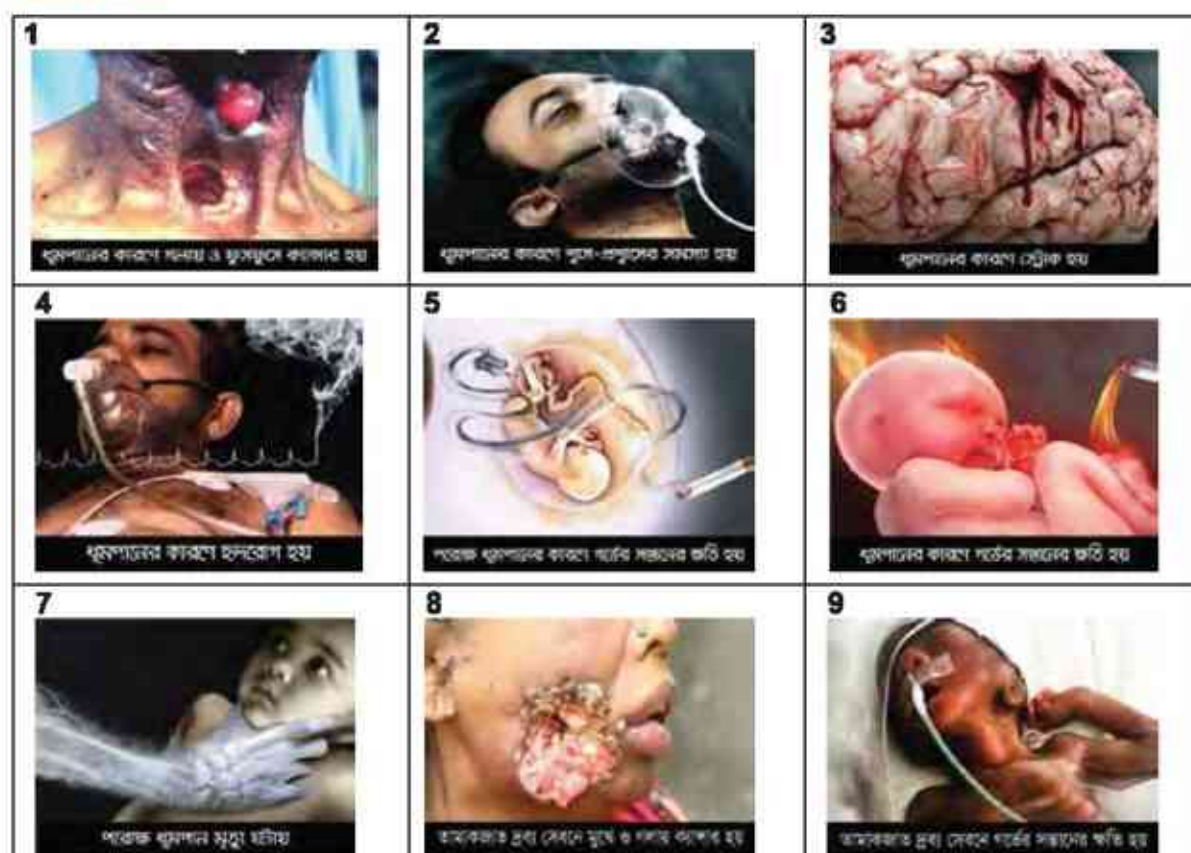 1
2
3
ধূমপানের কারণে গলায় ও ফুসফুসে ক্যান্সার হয়
ধূমপানের কারণে শ্বাস-প্রশ্বাসের সমস্যা হয়
ধূমপানের কারণে স্ট্রোক হয়
4
5
6
ধূমপানের কারণে হৃদরোগ হয়
পরোক্ষ ধূমপানের কারণে গর্ভের সন্তানের ক্ষতি হয়
ধূমপানের কারণে গর্ভের সন্তানের ক্ষতি হয়
7
8
9
পরোক্ষ ধূমপান মৃত্যু ঘটায়
তামাকজাত দ্রব্য সেবনে মুখে ও গলায় ক্যান্সার হয়
তামাকজাত দ্রব্য সেবনে গর্ভের সন্তানের ক্ষতি হয়